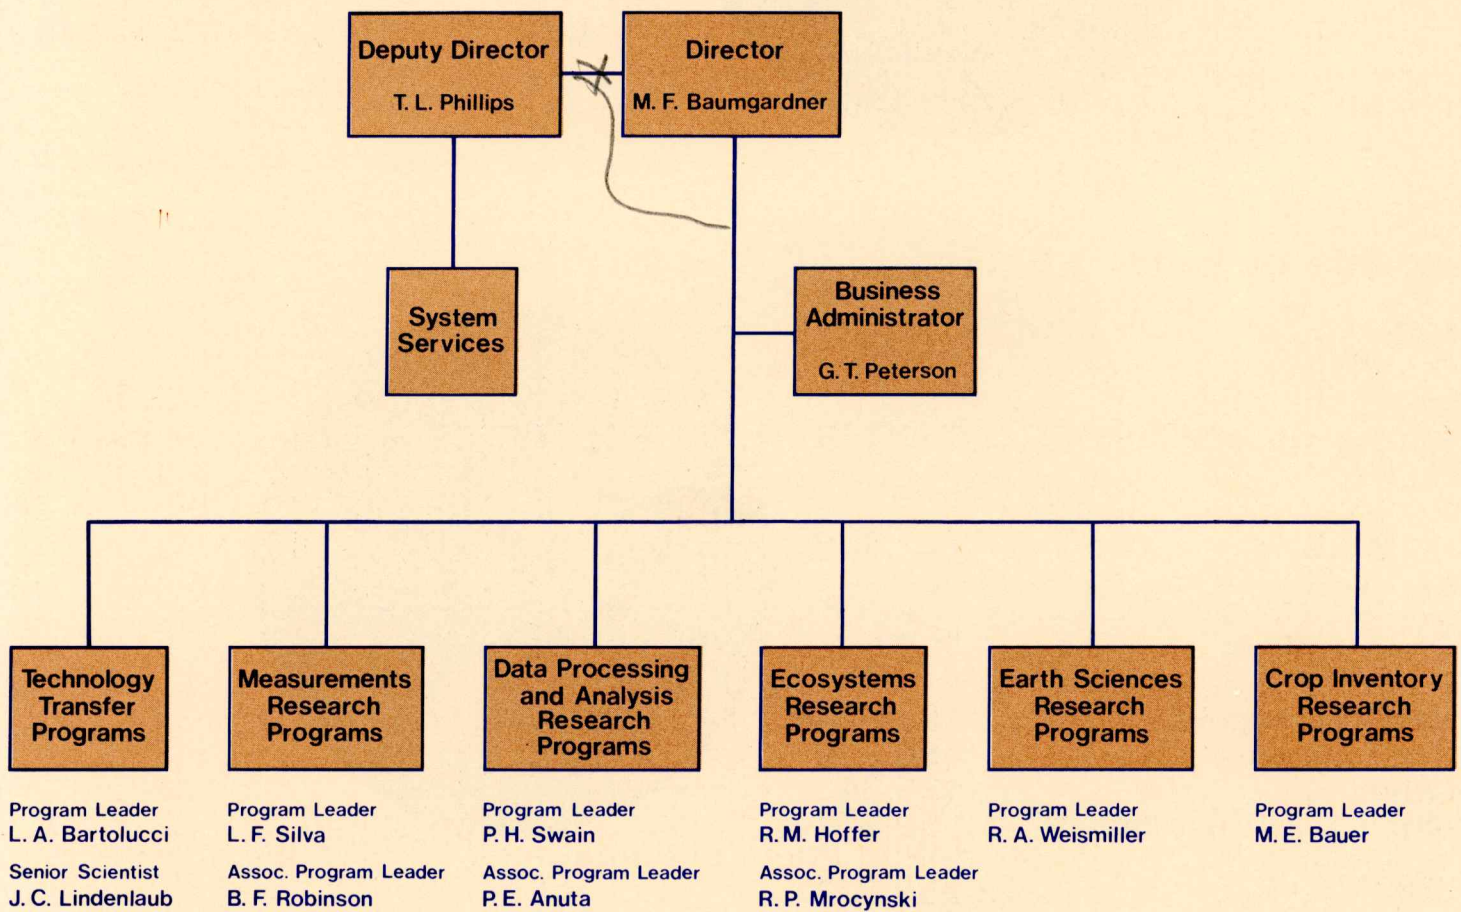 Deputy Director
T. L. Phillips
Director
M. F. Baumgardner
System
Services
Business
Administrator
G. T. Peterson
Technology
Transfer
Programs
Program Leader
L. A. Bartolucci
Senior Scientist
J. C. Lindenlaub
Measurements
Research
Programs
Program Leader
L. F. Silva
Assoc. Program Leader
B. F. Robinson
Data Processing
and Analysis
Research
Programs
Program Leader
P. H. Swain
Assoc. Program Leader
P. E. Anuta
Ecosystems
Research
Programs
Program Leader
R. M. Hoffer
Assoc. Program Leader
R. P. Mrocynski
Earth Sciences
Research
Programs
Program Leader
R. A. Weismiller
Crop Inventory
Research
Programs
Program Leader
M. E. Bauer